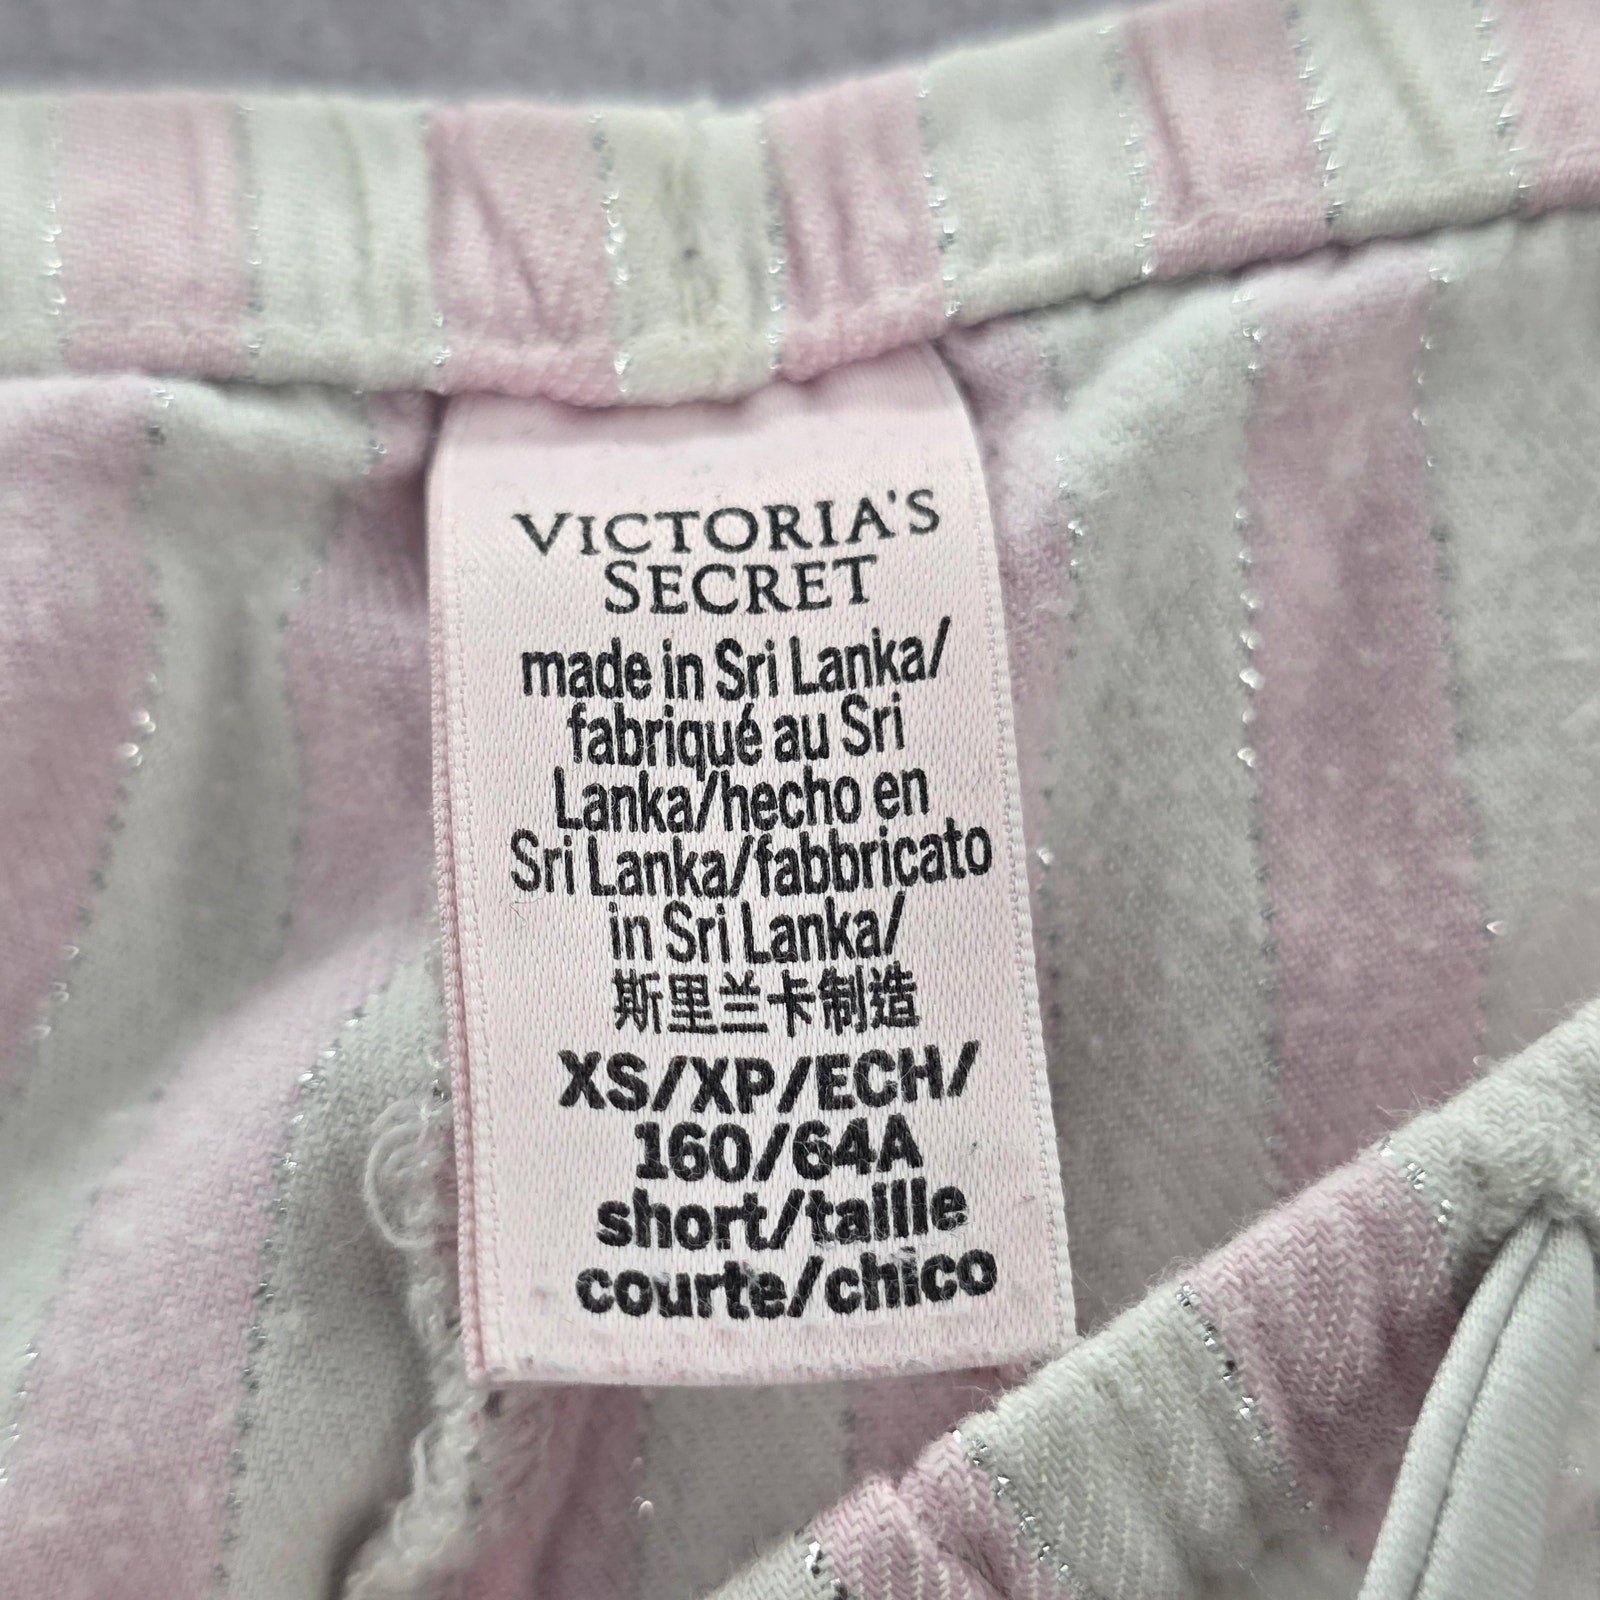 VICTORIA'S
SECRET
made in Sri Lanka/
fabriqué au Sri
Lanka/hecho en
Sri Lanka/fabbricato
in Sri Lanka/
斯里兰卡制造
XS/XP/ECH/
160/64A
short/taille
courte/chico